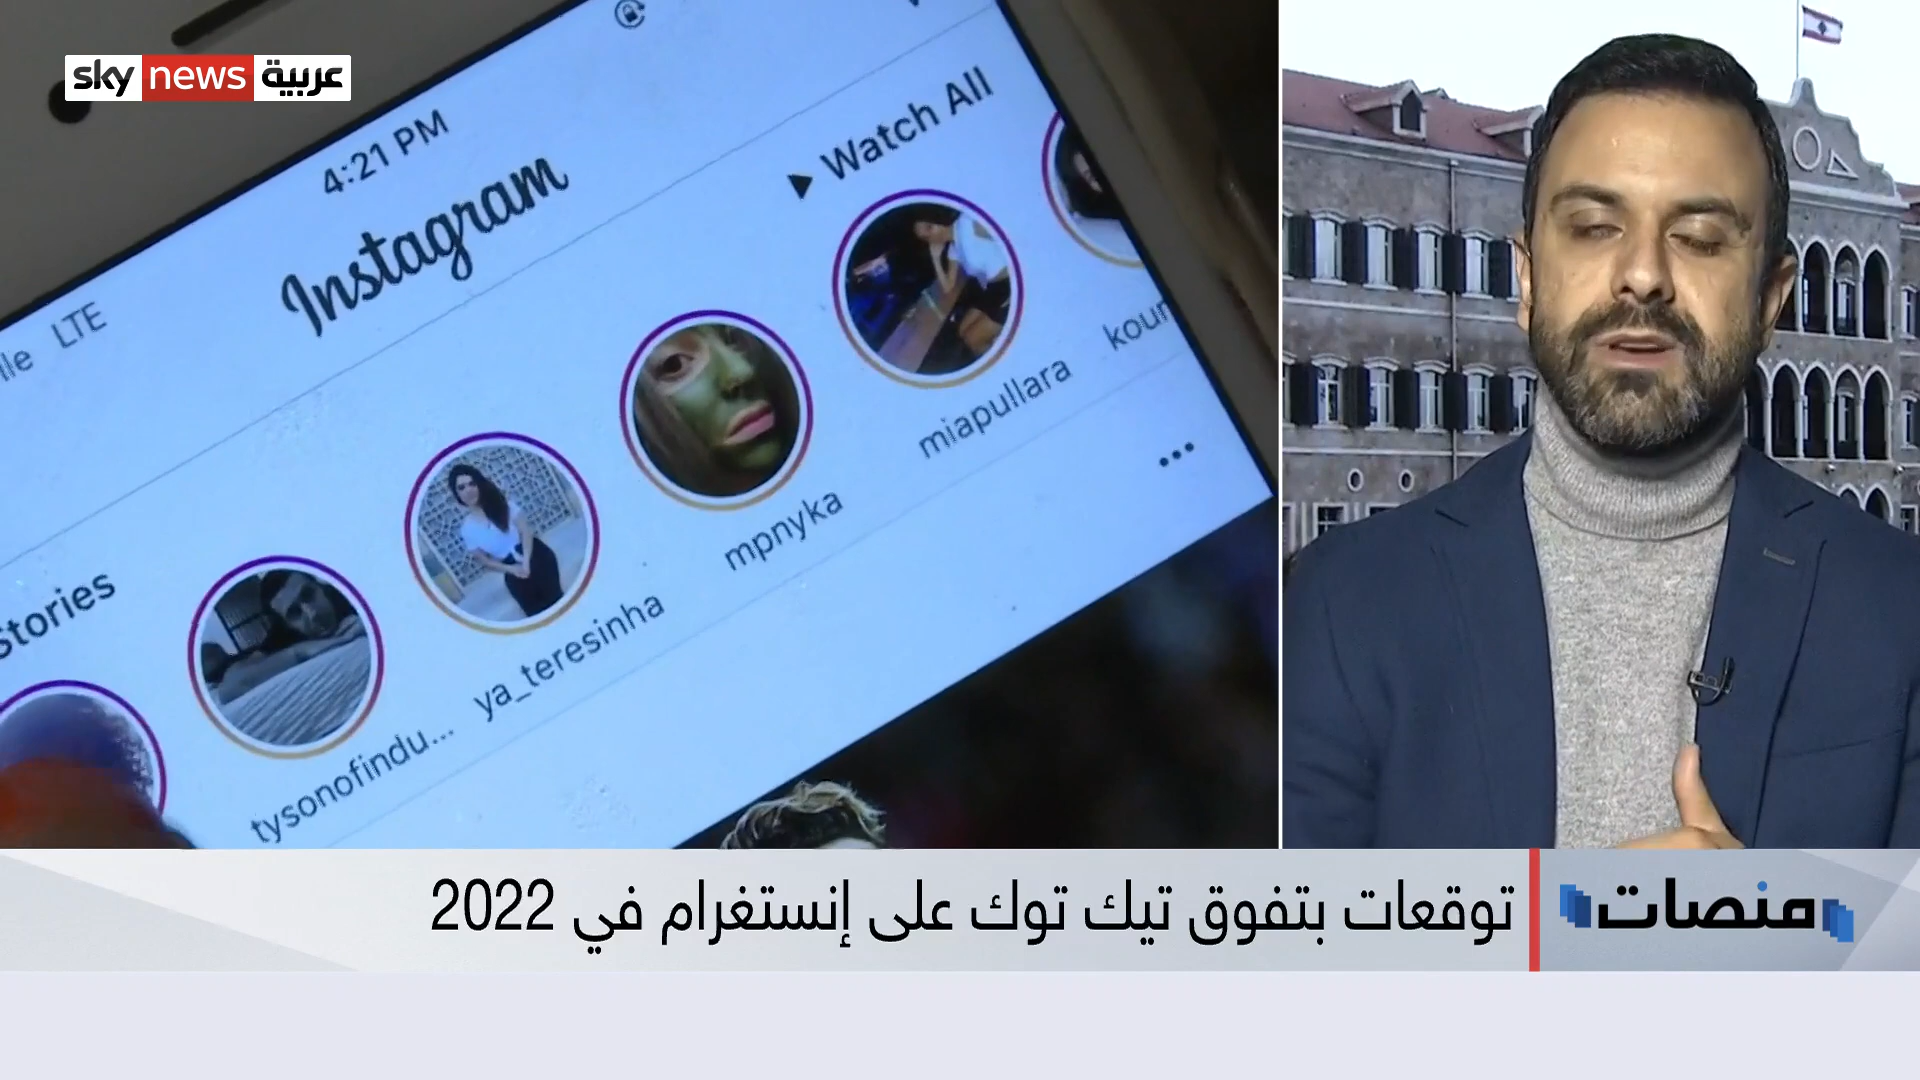 sky news عربية
4:21 PM
LTE
Instagram
Watch All
Stories
tysonofindu...
ya_teresinha
mpnyka
miapullara
توقعات بتفوق تيك توك على إنستغرام في 2022
منصات